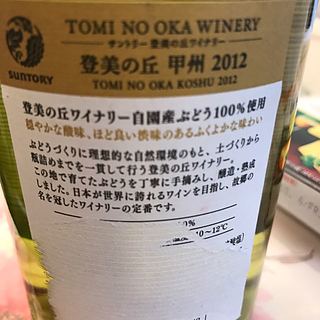 TOMI NO OKA WINERY
サントリー 登美の丘ワイナリー
登美の丘 甲州 2012
TOMI NO OKA KOSHU 2012
SUNTORY
登美の丘ワイナリー自園産ぶどう100%使用
穏やかな酸味、ほど良い渋味のあるふくよかな味わい
ぶどうづくりに理想的な自然環境のもと、土づくりから
瓶詰めまでを一貫して行う登美の丘ワイナリー。
この地で育てたぶどうを丁寧に手摘みし、醸造・熟成
しました。日本が世界に誇れるワインを目指し、故郷の
名を冠したワイナリーの定番です。
0%
0~12℃